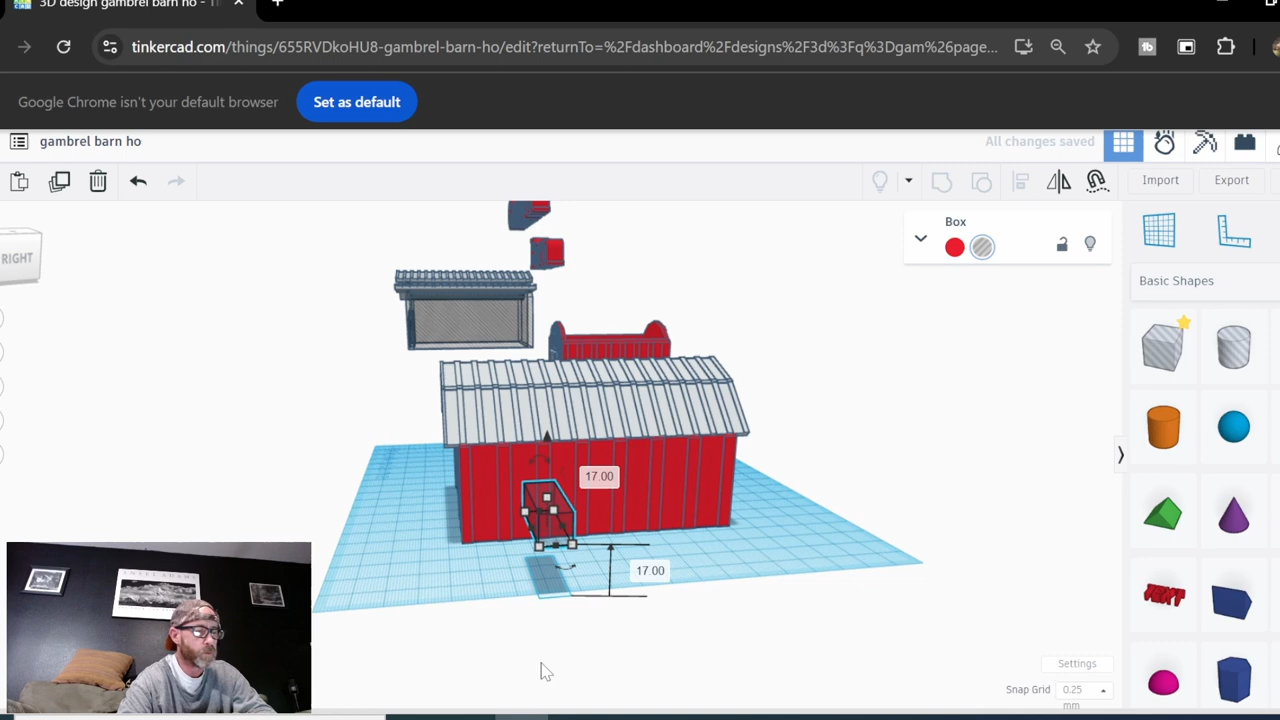 3D design gambrel barn ho - Ti
tinkercad.com/things/655RVDkoHU8-gambrel-barn-ho/edit?returnTo=%2Fdashboard%2Fdesigns%2F3d%3Fq%3Dgam%26page...
Google Chrome isn't your default browser
Set as default
gambrel barn ho
All changes saved
Import
Export
RIGHT
Box
Basic Shapes
17.00
17.00
TEXT
Settings
Snap Grid
0.25
mm